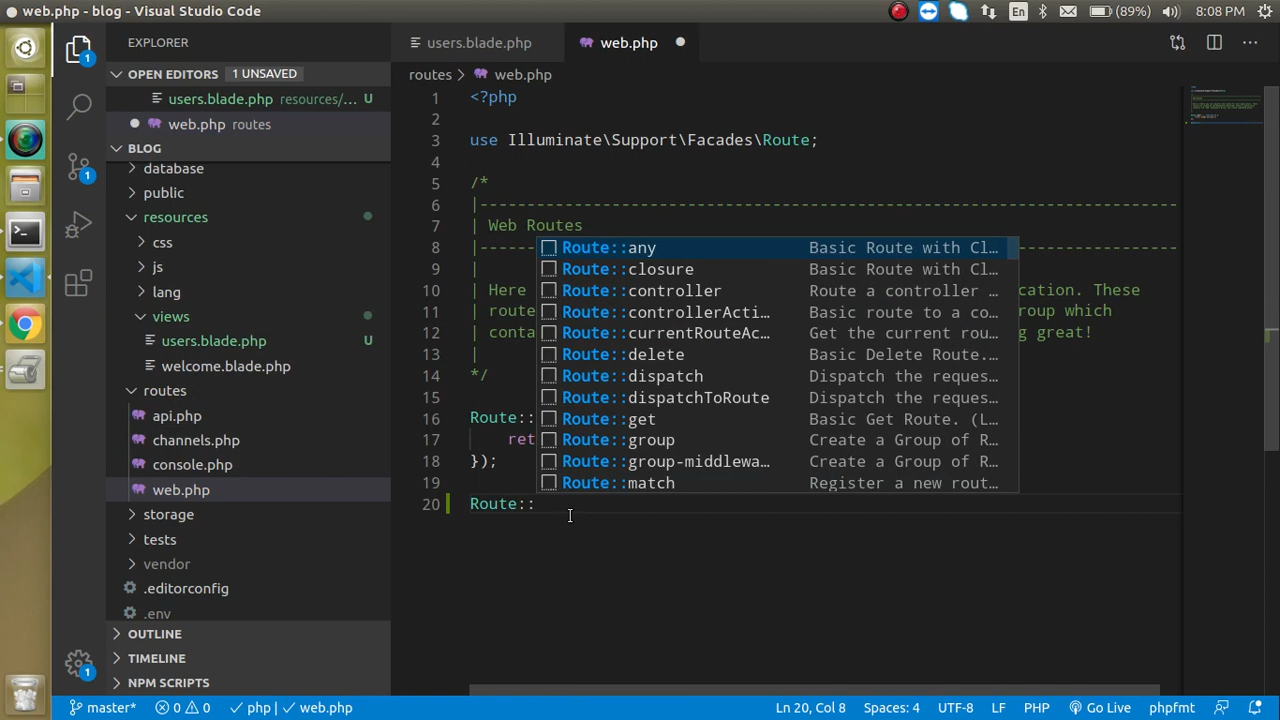 web.php - blog - Visual Studio Code
En
(89%)
8:08 PM
EXPLORER
OPEN EDITORS 1 UNSAVED
users.blade.php resources/... U
web.php routes
BLOG
database
public
resources
css
js
lang
views
users.blade.php U
welcome.blade.php
routes
api.php
channels.php
console.php
web.php
storage
tests
vendor
.editorconfig
.env
OUTLINE
TIMELINE
NPM SCRIPTS
1
1
1
users.blade.php
web.php
routes > web.php
1 <?php
2
3 use Illuminate\Support\Facades\Route;
4
5 /*
6 |--------------------------------------------------------------------------
7 | Web Routes
8 |--------------------------------------------------------------------------
9 |
10 | Here cation. These
11 | route roup which
12 | conta g great!
13 |
14 */
15
16 Route::
17 ret
18 });
19
20 Route::
Route::any Basic Route with Cl…
Route::closure Basic Route with Cl…
Route::controller Route a controller …
Route::controllerActi… Basic route to a co…
Route::currentRouteAc… Get the current rou…
Route::delete Basic Delete Route.…
Route::dispatch Dispatch the reques…
Route::dispatchToRoute Dispatch the reques…
Route::get Basic Get Route. (L…
Route::group Create a Group of R…
Route::group-middlewa… Create a Group of R…
Route::match Register a new rout…
master* 0 0 php | web.php Ln 20, Col 8 Spaces: 4 UTF-8 LF PHP Go Live phpfmt